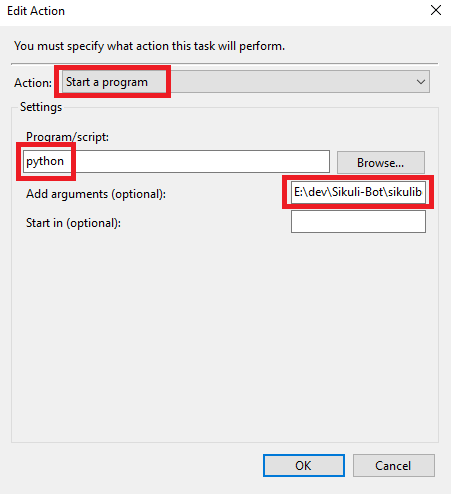 Edit Action
You must specify what action this task will perform.
Action: Start a program
Settings
Program/script:
python Browse...
Add arguments (optional): E:\dev\Sikuli-Bot\sikulib
Start in (optional):
OK Cancel